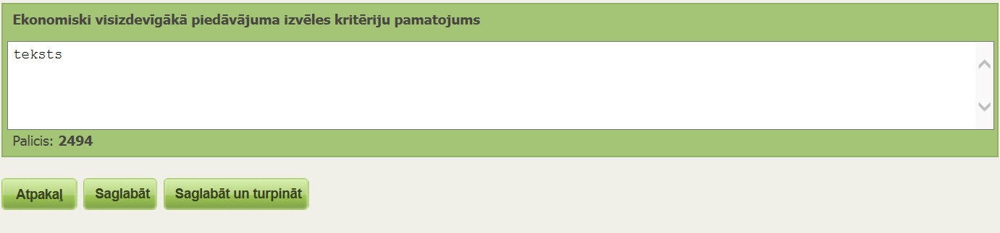 Ekonomiski visizdevīgākā piedāvājuma izvēles kritēriju pamatojums
teksts
Palicis: 2494
Atpakaļ Saglabāt Saglabāt un turpināt